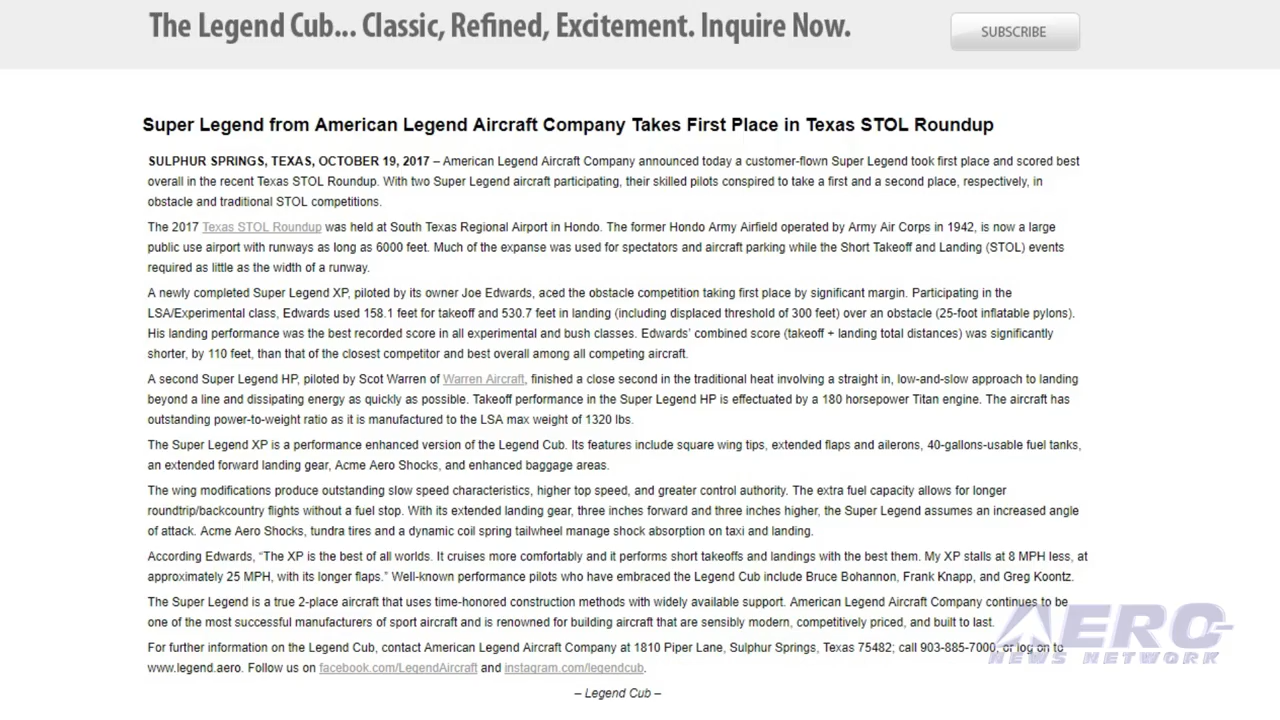 The Legend Cub... Classic, Refined, Excitement. Inquire Now.
SUBSCRIBE
Super Legend from American Legend Aircraft Company Takes First Place in Texas STOL Roundup
SULPHUR SPRINGS, TEXAS, OCTOBER 19, 2017 – American Legend Aircraft Company announced today a customer-flown Super Legend took first place and scored best
overall in the recent Texas STOL Roundup. With two Super Legend aircraft participating, their skilled pilots conspired to take a first and a second place, respectively, in
obstacle and traditional STOL competitions.
The 2017 Texas STOL Roundup was held at South Texas Regional Airport in Hondo. The former Hondo Army Airfield operated by Army Air Corps in 1942, is now a large
public use airport with runways as long as 6000 feet. Much of the expanse was used for spectators and aircraft parking while the Short Takeoff and Landing (STOL) events
required as little as the width of a runway.
A newly completed Super Legend XP, piloted by its owner Joe Edwards, aced the obstacle competition taking first place by significant margin. Participating in the
LSA/Experimental class, Edwards used 158.1 feet for takeoff and 530.7 feet in landing (including displaced threshold of 300 feet) over an obstacle (25-foot inflatable pylons).
His landing performance was the best recorded score in all experimental and bush classes. Edwards' combined score (takeoff + landing total distances) was significantly
shorter, by 110 feet, than that of the closest competitor and best overall among all competing aircraft.
A second Super Legend HP, piloted by Scot Warren of Warren Aircraft, finished a close second in the traditional heat involving a straight in, low-and-slow approach to landing
beyond a line and dissipating energy as quickly as possible. Takeoff performance in the Super Legend HP is effectuated by a 180 horsepower Titan engine. The aircraft has
outstanding power-to-weight ratio as it is manufactured to the LSA max weight of 1320 lbs.
The Super Legend XP is a performance enhanced version of the Legend Cub. Its features include square wing tips, extended flaps and ailerons, 40-gallons-usable fuel tanks,
an extended forward landing gear, Acme Aero Shocks, and enhanced baggage areas.
The wing modifications produce outstanding slow speed characteristics, higher top speed, and greater control authority. The extra fuel capacity allows for longer
roundtrip/backcountry flights without a fuel stop. With its extended landing gear, three inches forward and three inches higher, the Super Legend assumes an increased angle
of attack. Acme Aero Shocks, tundra tires and a dynamic coil spring tailwheel manage shock absorption on taxi and landing.
According Edwards, “The XP is the best of all worlds. It cruises more comfortably and it performs short takeoffs and landings with the best them. My XP stalls at 8 MPH less, at
approximately 25 MPH, with its longer flaps.” Well-known performance pilots who have embraced the Legend Cub include Bruce Bohannon, Frank Knapp, and Greg Koontz.
The Super Legend is a true 2-place aircraft that uses time-honored construction methods with widely available support. American Legend Aircraft Company continues to be
one of the most successful manufacturers of sport aircraft and is renowned for building aircraft that are sensibly modern, competitively priced, and built to last.
For further information on the Legend Cub, contact American Legend Aircraft Company at 1810 Piper Lane, Sulphur Springs, Texas 75482; call 903-885-7000, or log on to
www.legend.aero. Follow us on facebook.com/LegendAircraft and instagram.com/legendcub.
– Legend Cub –
AERO
NEWS NETWORK